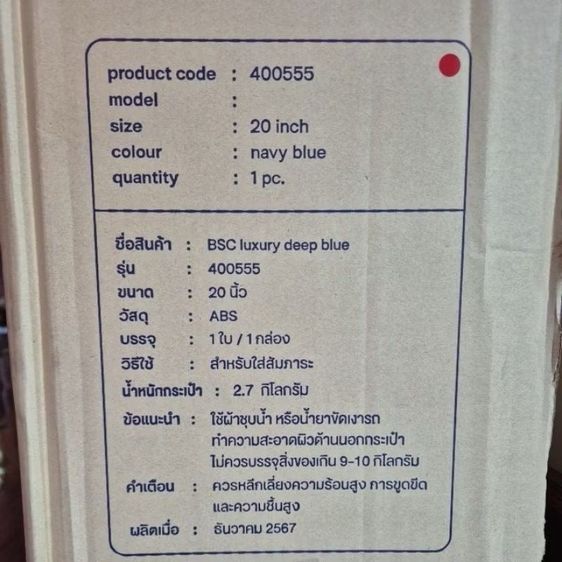 product code : 400555
model :
size : 20 inch
colour : navy blue
quantity : 1 pc.
ชื่อสินค้า : BSC luxury deep blue
รุ่น : 400555
ขนาด : 20 นิ้ว
วัสดุ : ABS
บรรจุ : 1 ใบ / 1 กล่อง
วิธีใช้ : สำหรับใส่สัมภาระ
น้ำหนักกระเป๋า : 2.7 กิโลกรัม
ข้อแนะนำ : ใช้ผ้าชุบน้ำ หรือน้ำยาขัดเงารถ
ทำความสะอาดผิวด้านนอกกระเป๋า
ไม่ควรบรรจุสิ่งของเกิน 9-10 กิโลกรัม
คำเตือน : ควรหลีกเลี่ยงความร้อนสูง การขูดขีด
และความชื้นสูง
ผลิตเมื่อ : ธันวาคม 2567